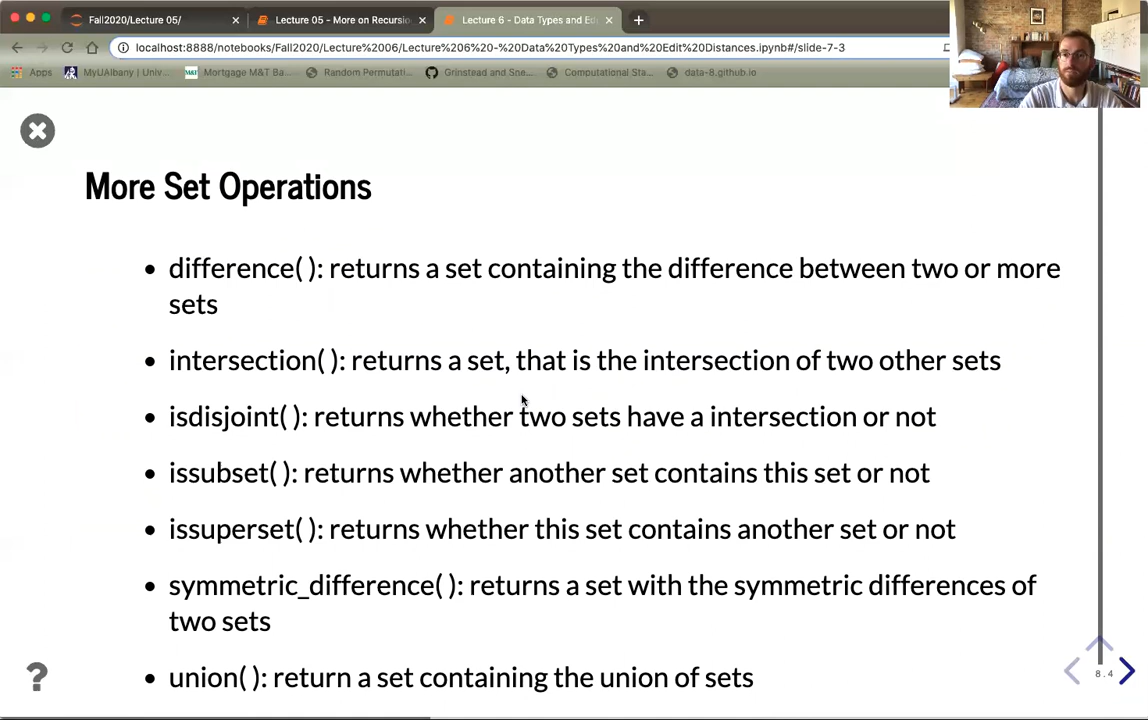 Fall2020/Lecture 05/
Lecture 05 - More on Recursio
Lecture 6 - Data Types and Ed
localhost:8888/notebooks/Fall2020/Lecture%2006/Lecture%206%20-%20Data%20Types%20and%20Edit%20Distances.ipynb#/slide-7-3
Apps
MyUAlbany | Univ...
M&T
Mortgage M&T Ba...
Random Permutati...
Grinstead and Sne...
Computational Sta...
data-8.github.io
More Set Operations
• difference( ): returns a set containing the difference between two or more
sets
• intersection( ): returns a set, that is the intersection of two other sets
• isdisjoint( ): returns whether two sets have a intersection or not
• issubset( ): returns whether another set contains this set or not
• issuperset( ): returns whether this set contains another set or not
• symmetric_difference( ): returns a set with the symmetric differences of
two sets
• union( ): return a set containing the union of sets
?
8.4